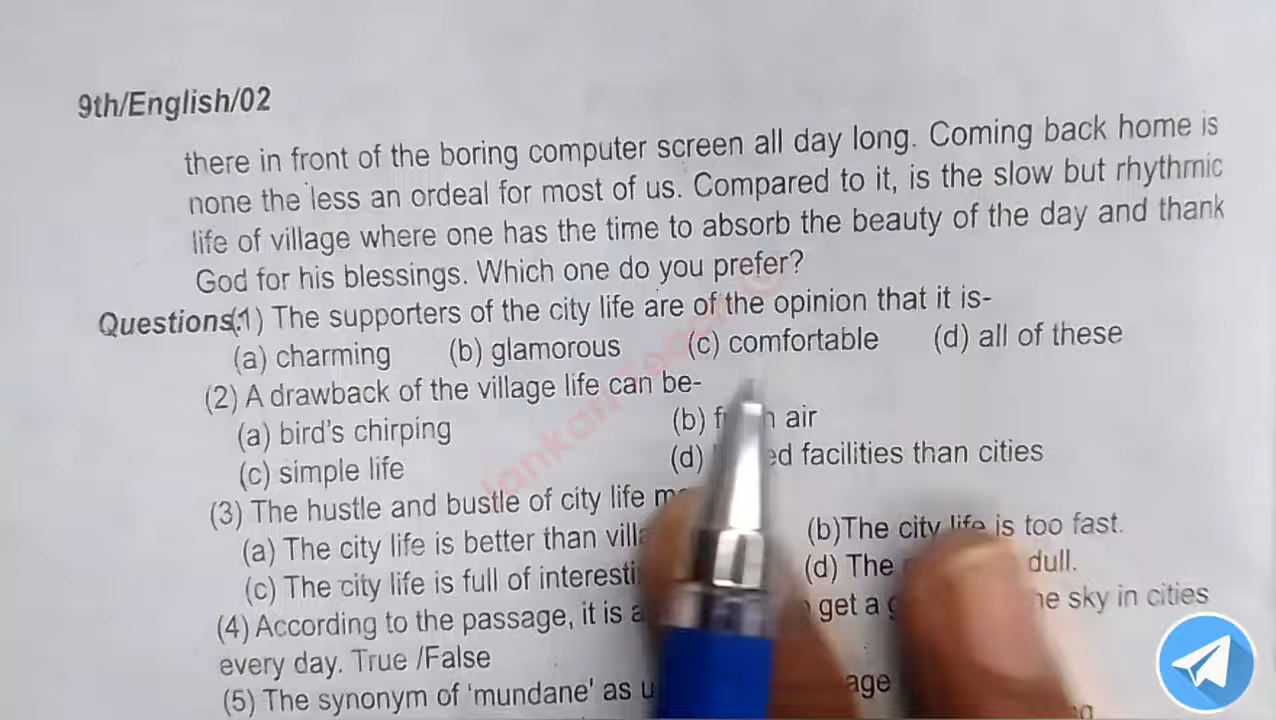 9th/English/02
there in front of the boring computer screen all day long. Coming back home is
none the less an ordeal for most of us. Compared to it, is the slow but rhythmic
life of village where one has the time to absorb the beauty of the day and thank
God for his blessings. Which one do you prefer?
Questions:(1) The supporters of the city life are of the opinion that it is-
(a) charming (b) glamorous (c) comfortable (d) all of these
(2) A drawback of the village life can be-
(a) bird's chirping (b) air
(c) simple life (d) facilities than cities
(3) The hustle and bustle of city life
(a) The city life is better than (b)The city life is too fast.
(c) The city life is full of (d) The dull.
(4) According to the passage, it is get a sky in cities
every day. True /False
(5) The synonym of 'mundane' as